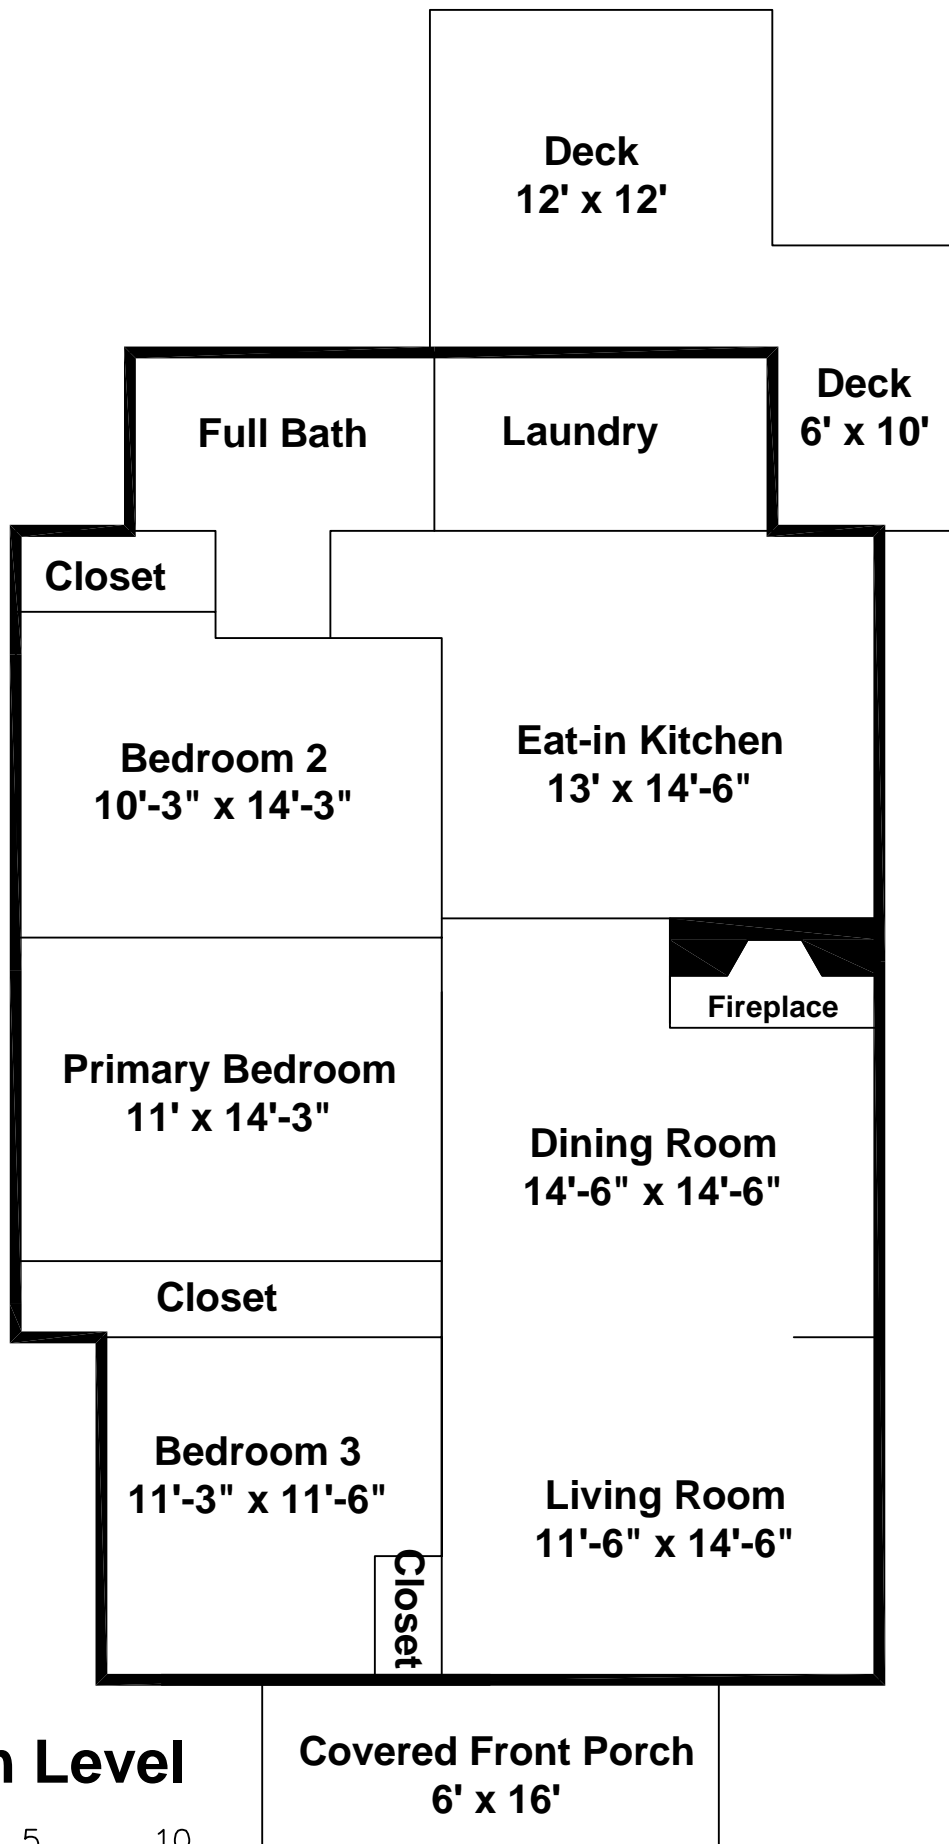 Deck
12' x 12'
Deck
6' x 10'
Full Bath
Laundry
Closet
Bedroom 2
10'-3" x 14'-3"
Eat-in Kitchen
13' x 14'-6"
Fireplace
Primary Bedroom
11' x 14'-3"
Dining Room
14'-6" x 14'-6"
Closet
Bedroom 3
11'-3" x 11'-6"
Living Room
11'-6" x 14'-6"
Closet
Level
Covered Front Porch
6' x 16'
5 10